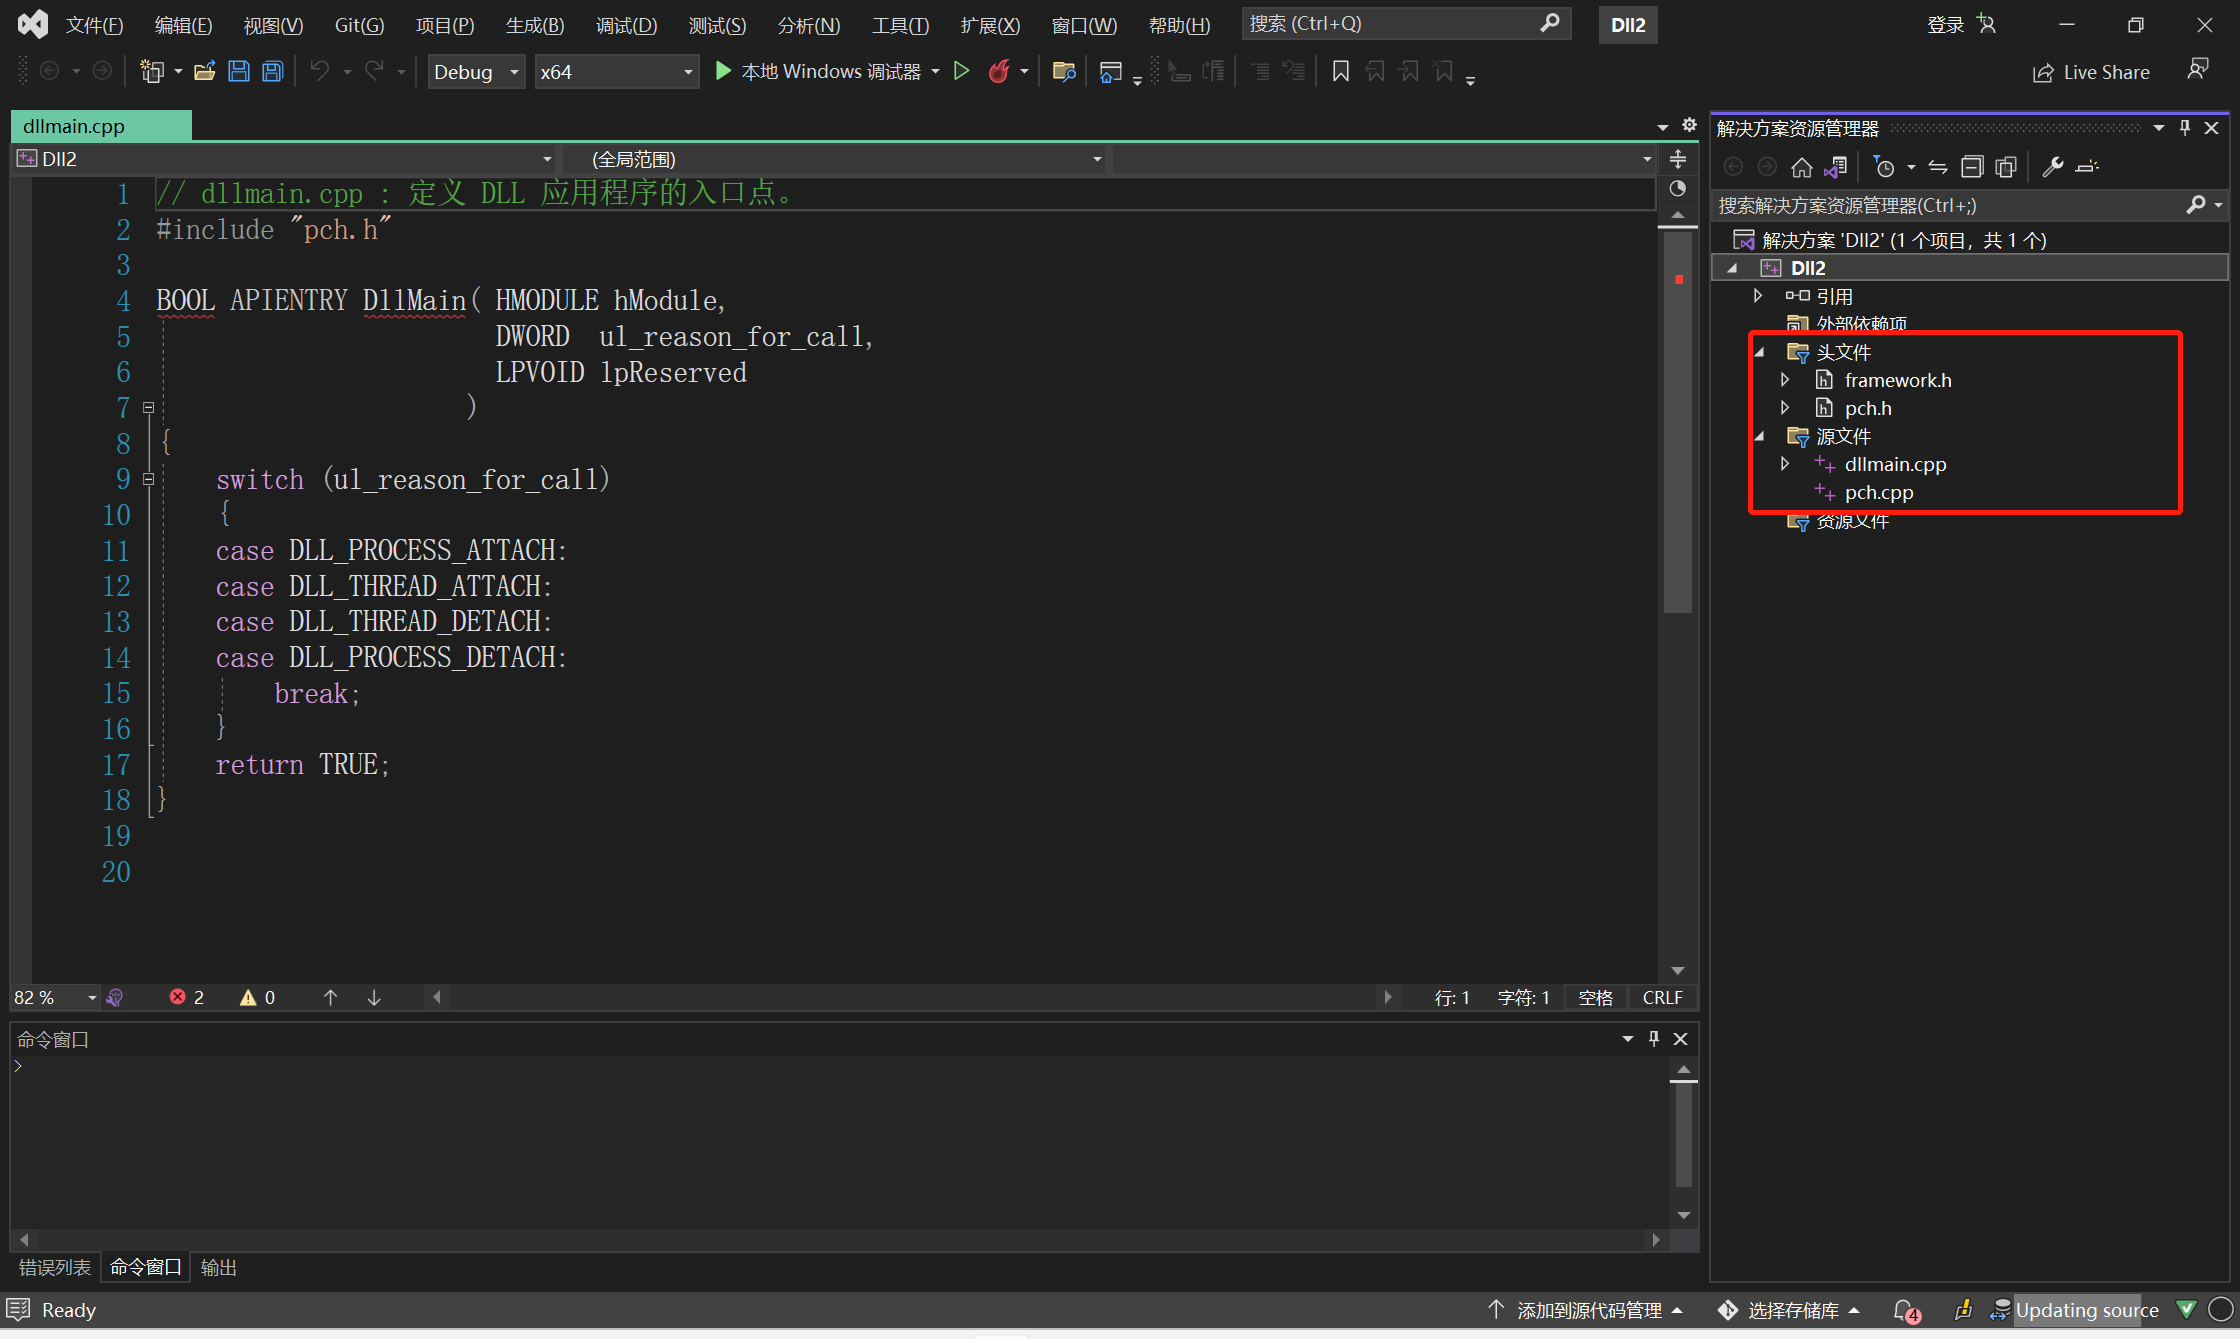 文件(F) 编辑(E) 视图(V) Git(G) 项目(P) 生成(B) 调试(D) 测试(S) 分析(N) 工具(T) 扩展(X) 窗口(W) 帮助(H) 搜索 (Ctrl+Q) Dll2 登录
Debug x64 本地 Windows 调试器 Live Share
dllmain.cpp
Dll2 (全局范围)
1 // dllmain.cpp : 定义 DLL 应用程序的入口点。
2 #include "pch.h"
3
4 BOOL APIENTRY DllMain( HMODULE hModule,
5 DWORD  ul_reason_for_call,
6 LPVOID lpReserved
7 )
8 {
9 switch (ul_reason_for_call)
10 {
11 case DLL_PROCESS_ATTACH:
12 case DLL_THREAD_ATTACH:
13 case DLL_THREAD_DETACH:
14 case DLL_PROCESS_DETACH:
15 break;
16 }
17 return TRUE;
18 }
19
20
82 % 2 0 行: 1 字符: 1 空格 CRLF
命令窗口
>
错误列表 命令窗口 输出
解决方案资源管理器
搜索解决方案资源管理器(Ctrl+;)
解决方案 'Dll2' (1 个项目，共 1 个)
Dll2
引用
外部依赖项
头文件
framework.h
pch.h
源文件
dllmain.cpp
pch.cpp
资源文件
Ready 添加到源代码管理 选择存储库 4 Updating source